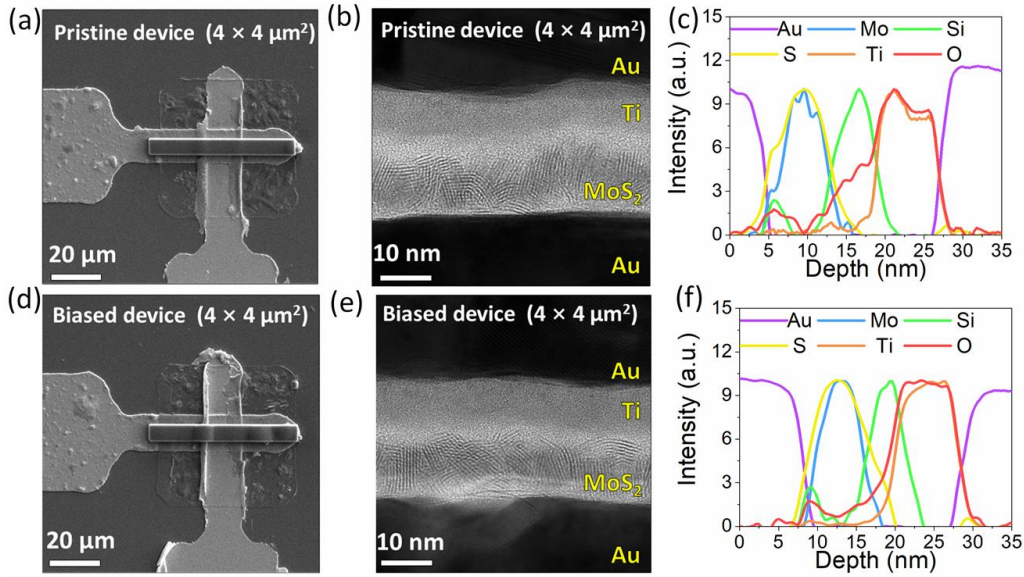 (a)
Pristine device (4 × 4 μm²)
20 μm
(b)
Pristine device (4 × 4 μm²)
Au
Ti
MoS₂
10 nm
Au
(c)
15
12
9
6
3
0
Intensity (a.u.)
Au Mo Si
S Ti O
0 5 10 15 20 25 30 35
Depth (nm)
(d)
Biased device (4 × 4 μm²)
20 μm
(e)
Biased device (4 × 4 μm²)
Au
Ti
MoS₂
10 nm
Au
(f)
15
12
9
6
3
0
Intensity (a.u.)
Au Mo Si
S Ti O
0 5 10 15 20 25 30 35
Depth (nm)